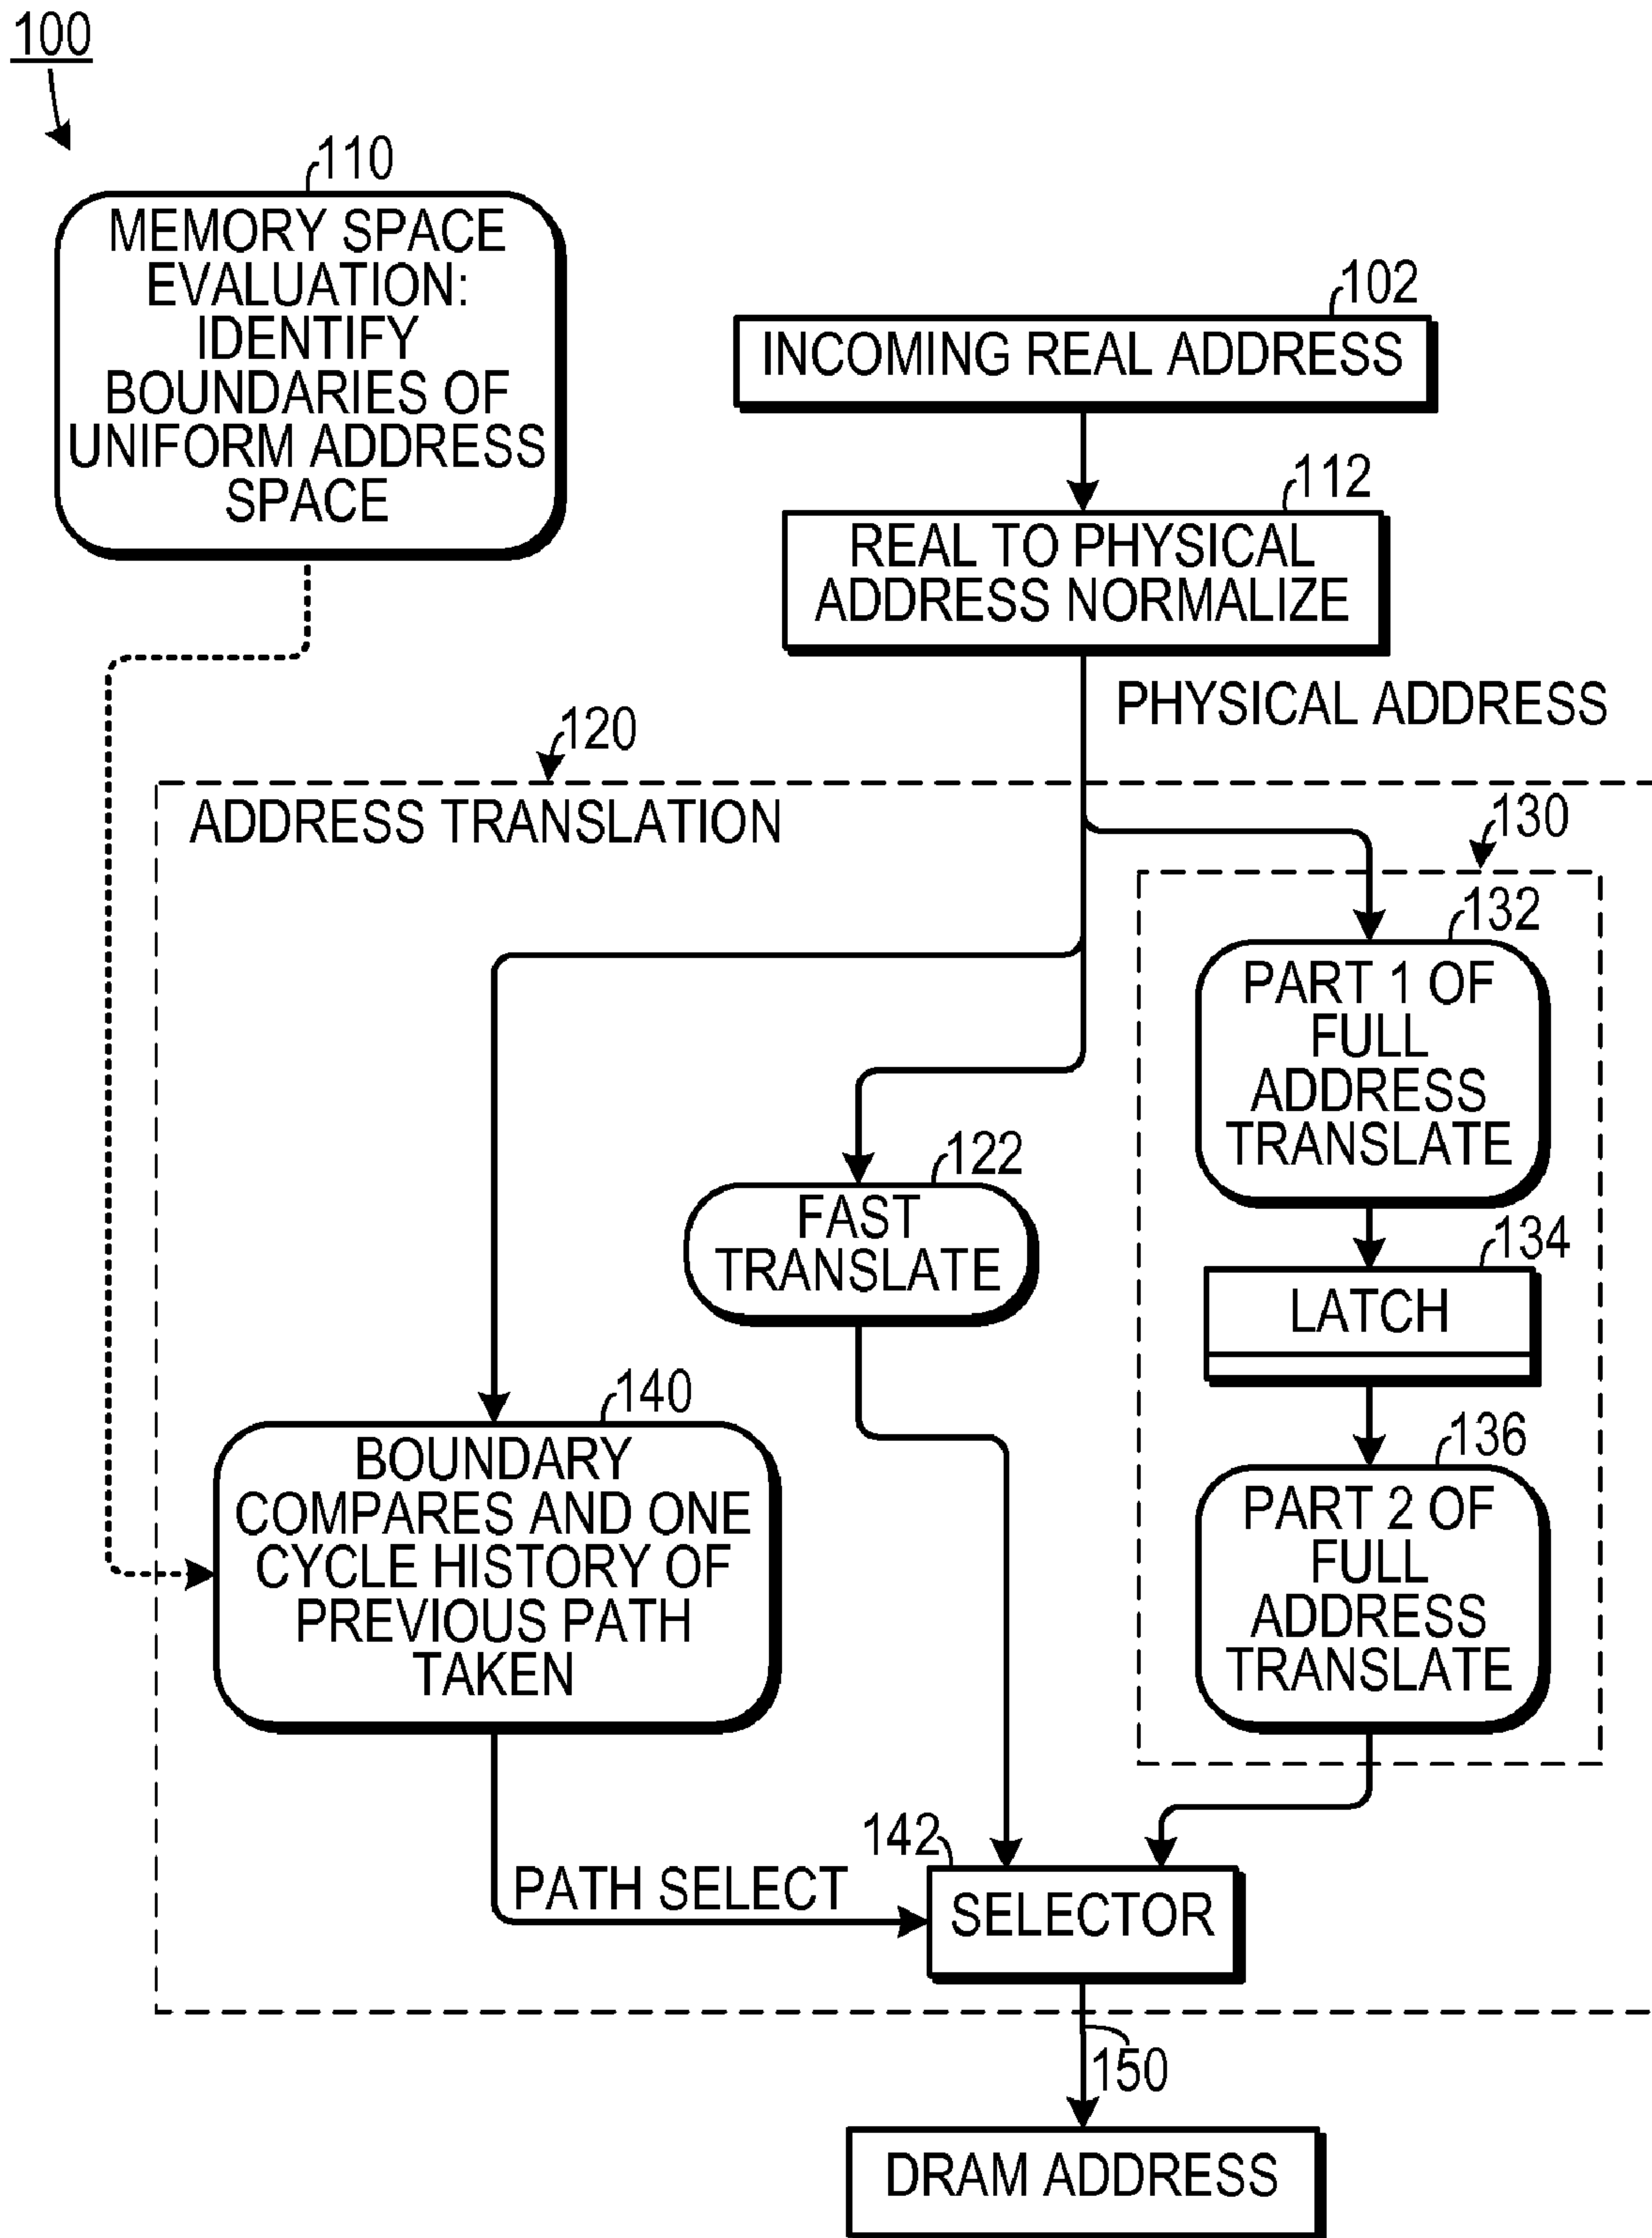 100
110
MEMORY SPACE
EVALUATION:
IDENTIFY
BOUNDARIES OF
UNIFORM ADDRESS
SPACE
102
INCOMING REAL ADDRESS
112
REAL TO PHYSICAL
ADDRESS NORMALIZE
PHYSICAL ADDRESS
120
ADDRESS TRANSLATION
130
132
PART 1 OF
FULL
ADDRESS
TRANSLATE
122
FAST
TRANSLATE
134
LATCH
140
BOUNDARY
COMPARES AND ONE
CYCLE HISTORY OF
PREVIOUS PATH
TAKEN
136
PART 2 OF
FULL
ADDRESS
TRANSLATE
142
PATH SELECT
SELECTOR
150
DRAM ADDRESS